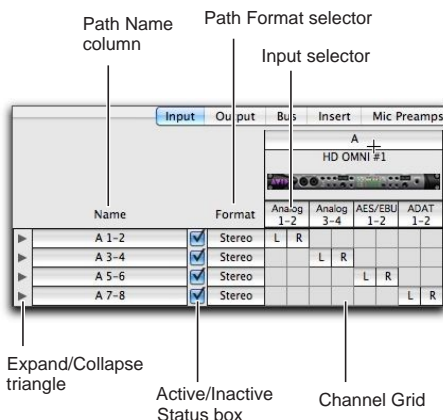 Path Name
column
Path Format selector
Input selector
Input Output Bus Insert Mic Preamps
A
HD OMNI #1
Name Format Analog 1-2 Analog 3-4 AES/EBU 1-2 ADAT 1-2
A 1-2 Stereo L R
A 3-4 Stereo L R
A 5-6 Stereo L R
A 7-8 Stereo L R
Expand/Collapse
triangle
Active/Inactive
Status box
Channel Grid